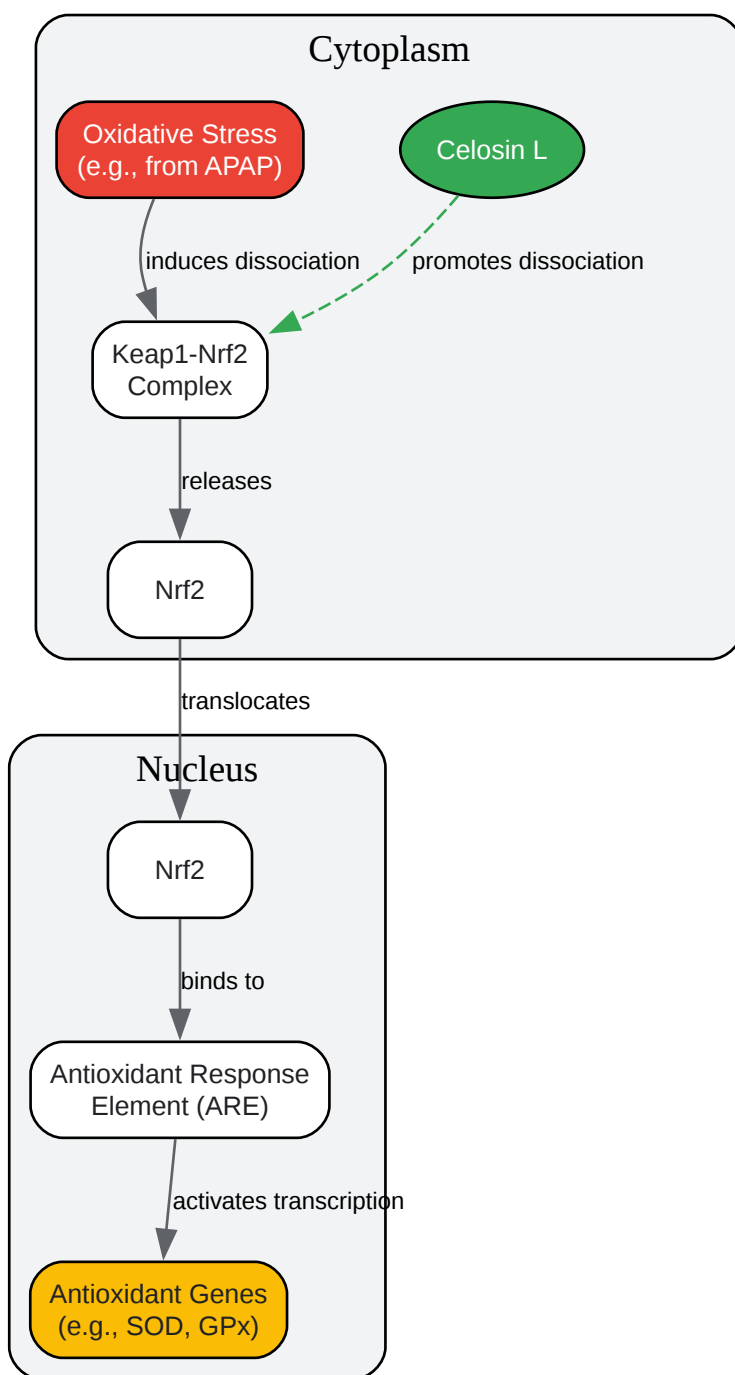 Cytoplasm
Oxidative Stress
(e.g., from APAP)
Celosin L
induces dissociation
promotes dissociation
Keap1-Nrf2
Complex
releases
Nrf2
translocates
Nucleus
Nrf2
binds to
Antioxidant Response
Element (ARE)
activates transcription
Antioxidant Genes
(e.g., SOD, GPx)